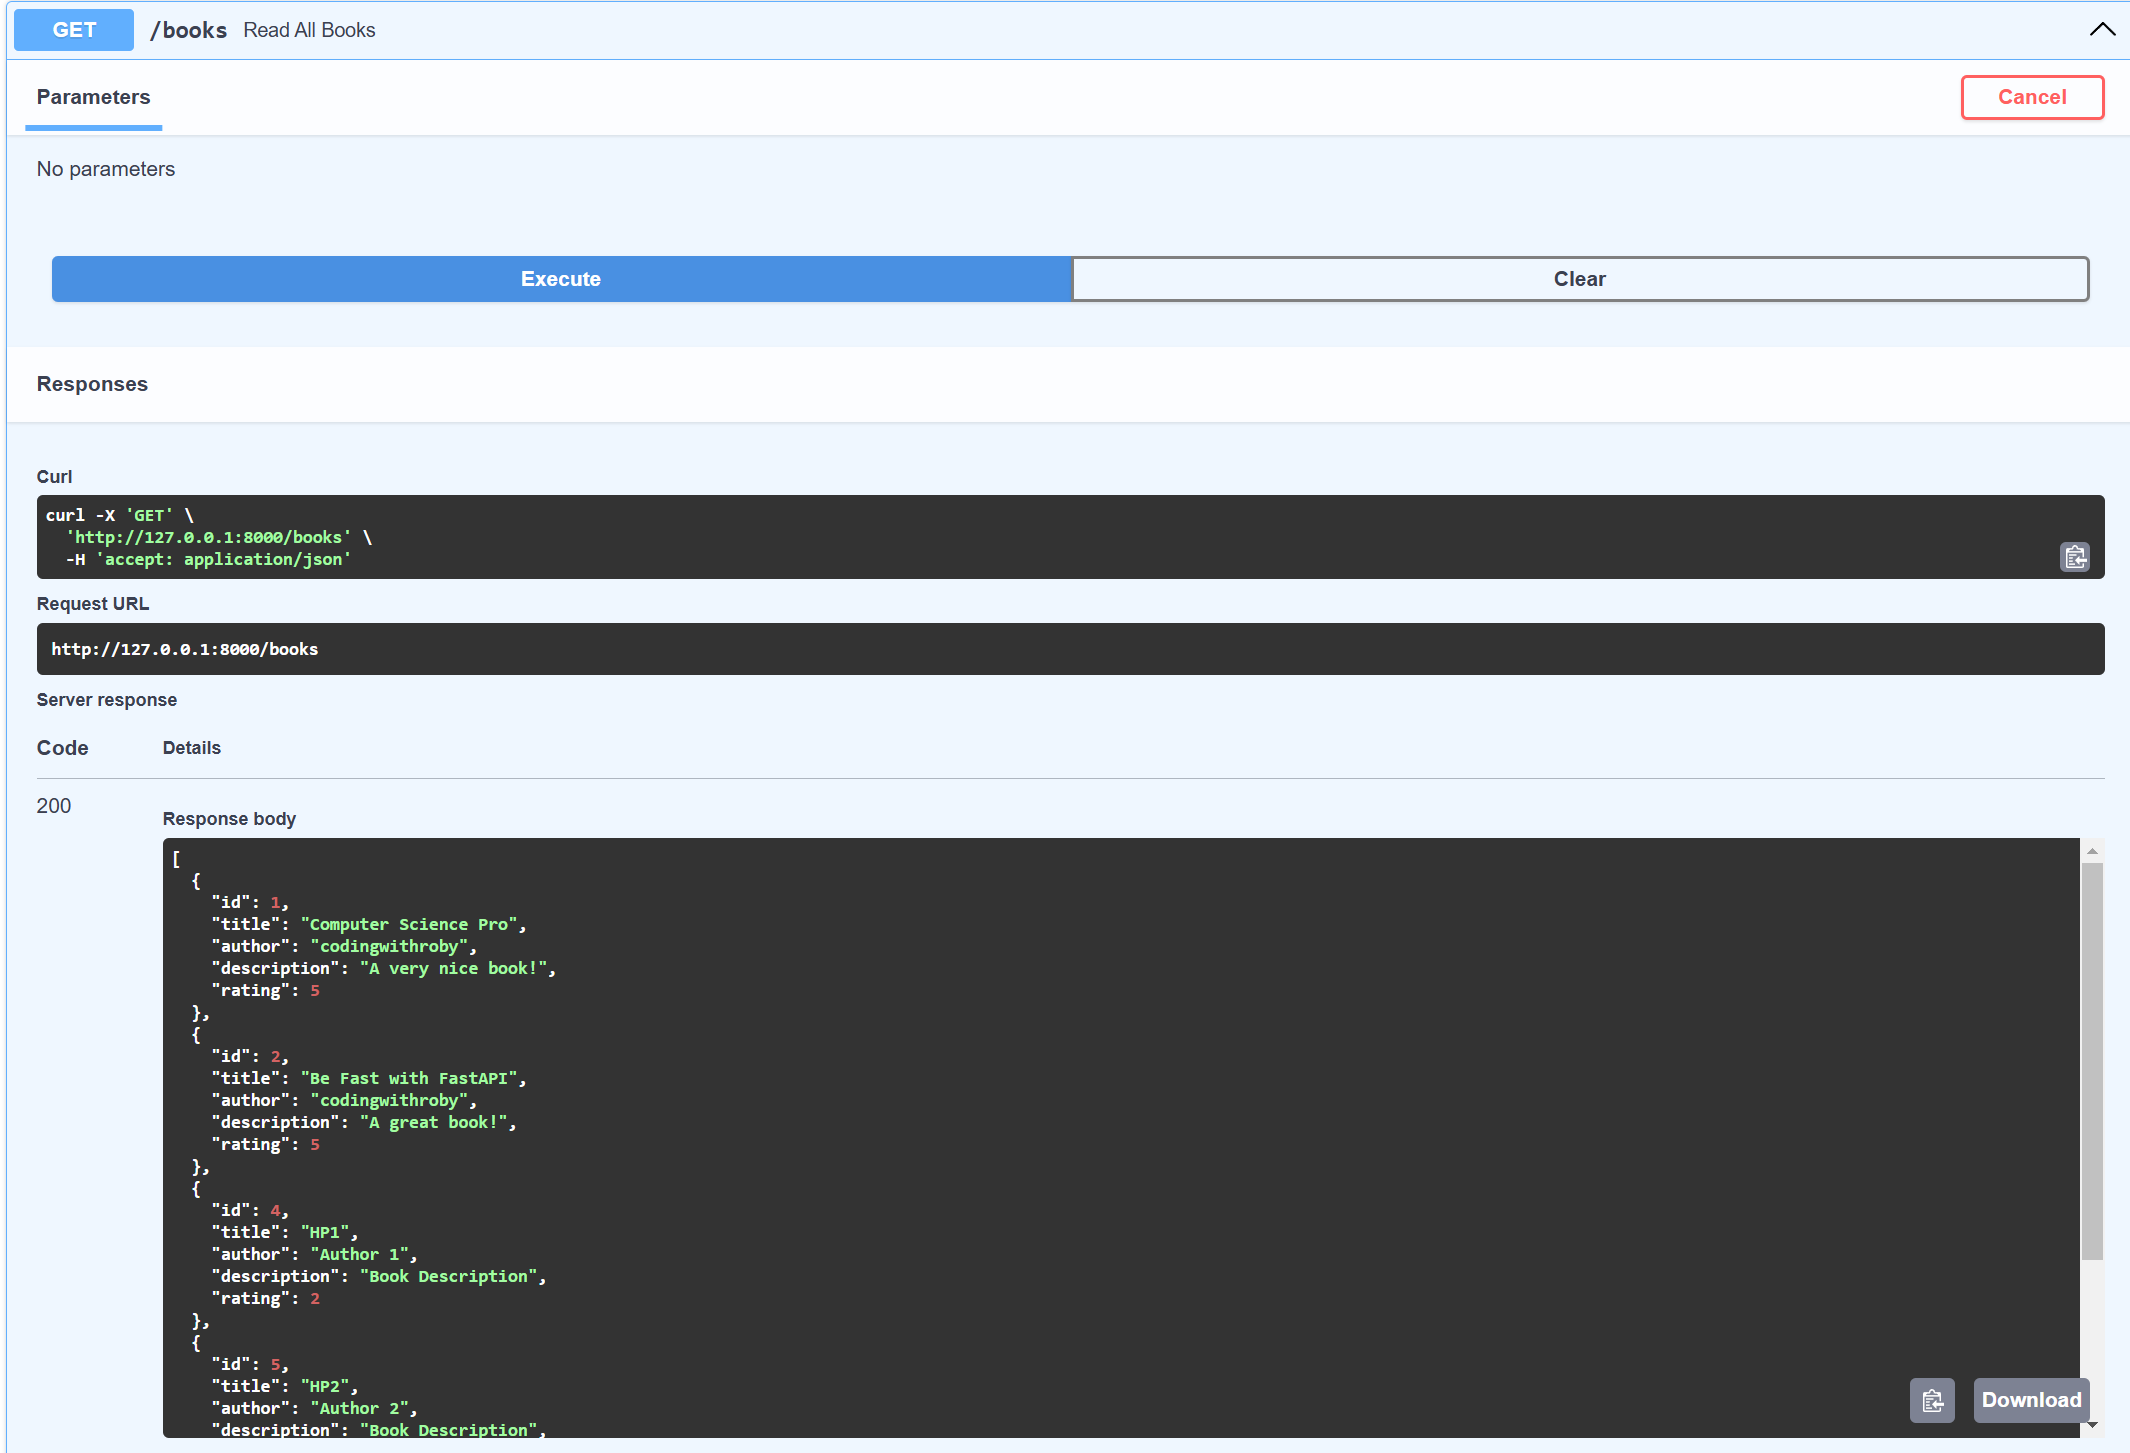 GET /books Read All Books
Parameters
Cancel
No parameters
Execute
Clear
Responses
Curl
curl -X 'GET' \
  'http://127.0.0.1:8000/books' \
  -H 'accept: application/json'
Request URL
http://127.0.0.1:8000/books
Server response
Code Details
200
Response body
[
  {
    "id": 1,
    "title": "Computer Science Pro",
    "author": "codingwithroby",
    "description": "A very nice book!",
    "rating": 5
  },
  {
    "id": 2,
    "title": "Be Fast with FastAPI",
    "author": "codingwithroby",
    "description": "A great book!",
    "rating": 5
  },
  {
    "id": 4,
    "title": "HP1",
    "author": "Author 1",
    "description": "Book Description",
    "rating": 2
  },
  {
    "id": 5,
    "title": "HP2",
    "author": "Author 2",
    "description": "Book Description",
Download